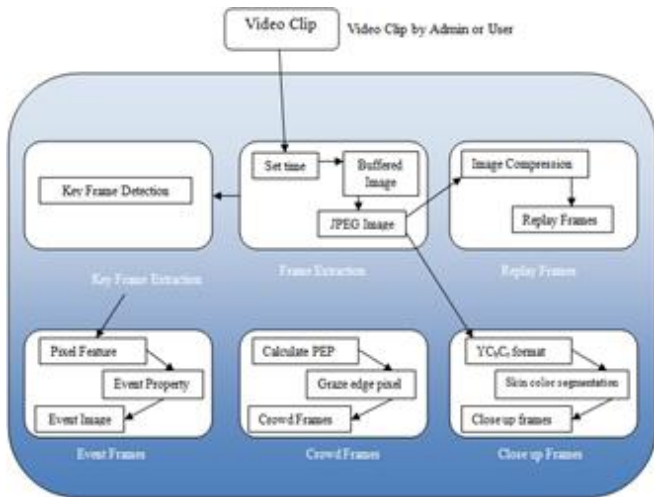 Video Clip
Video Clip by Admin or User
Key Frame Detection
Key Frame Extraction
Set time
Buffered
Image
JPEG Image
Frame Extraction
Image Compression
Replay Frames
Replay Frames
Pixel Feature
Event Property
Event Image
Event Frames
Calculate PEP
Graze edge pixel
Crowd Frames
Crowd Frames
YCbCr format
Skin color segmentation
Close up frames
Close up Frames